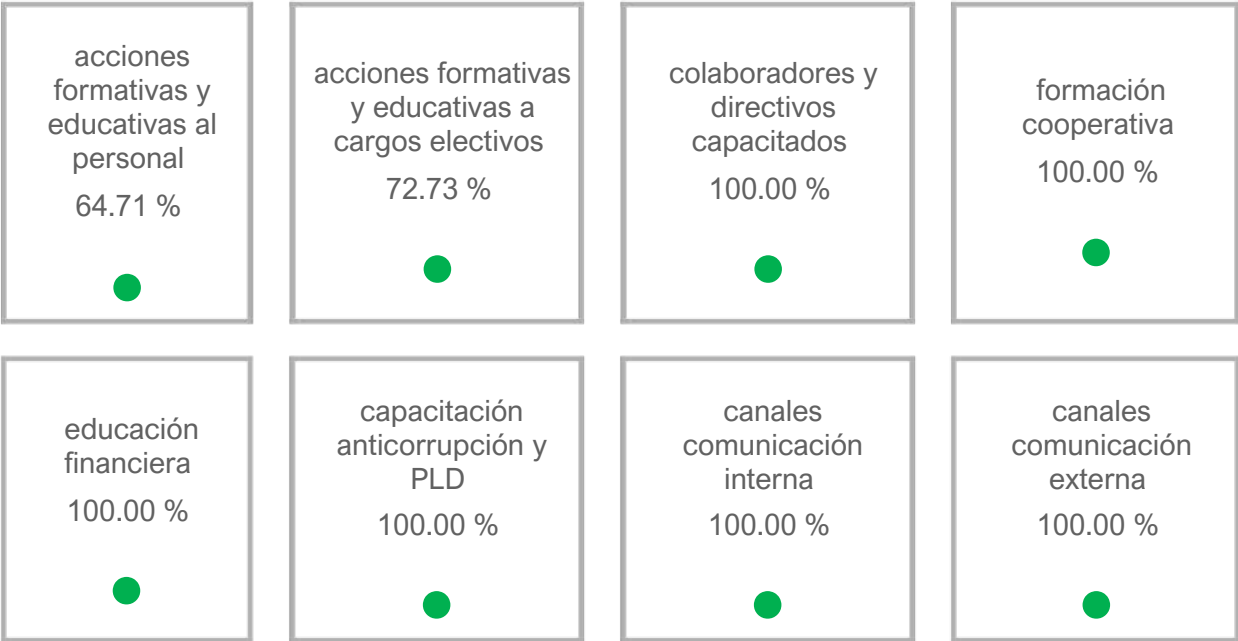 acciones
formativas y
educativas al
personal
64.71 %
acciones formativas
y educativas a
cargos electivos
72.73 %
colaboradores y
directivos
capacitados
100.00 %
formación
cooperativa
100.00 %
educación
financiera
100.00 %
capacitación
anticorrupción y
PLD
100.00 %
canales
comunicación
interna
100.00 %
canales
comunicación
externa
100.00 %